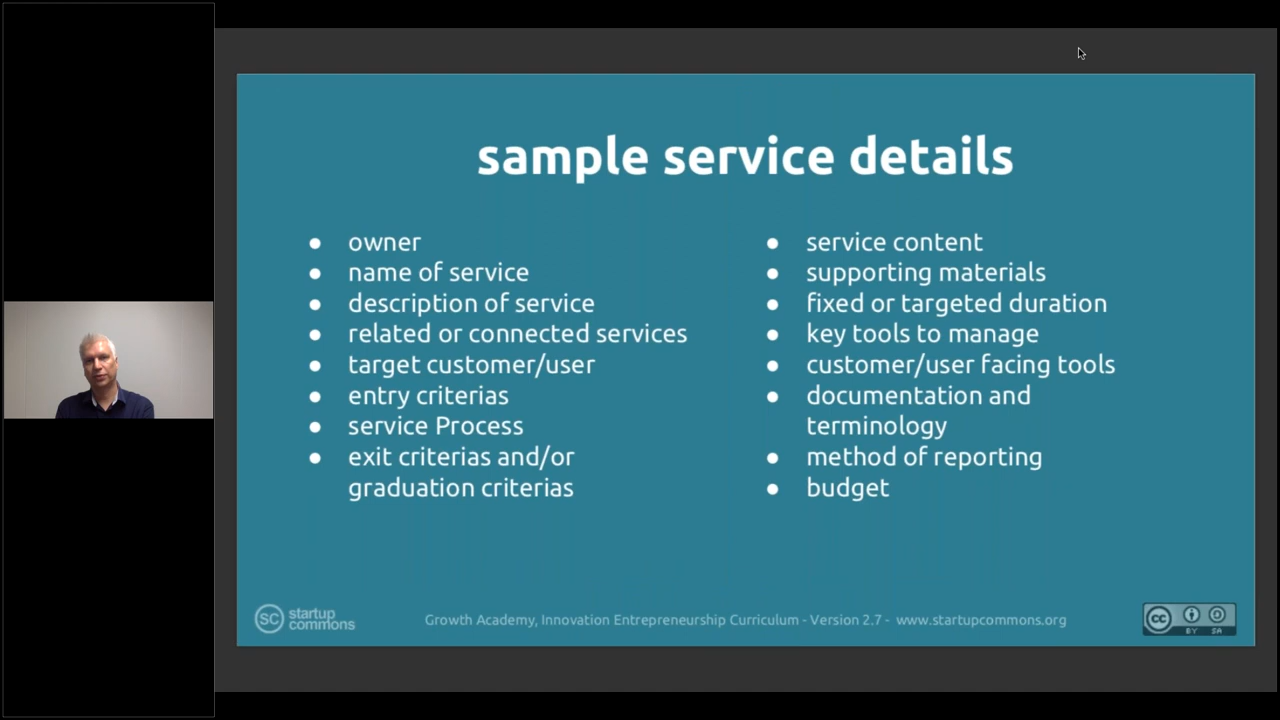 sample service details
owner
name of service
description of service
related or connected services
target customer/user
entry criterias
service Process
exit criterias and/or
graduation criterias
service content
supporting materials
fixed or targeted duration
key tools to manage
customer/user facing tools
documentation and
terminology
method of reporting
budget
SC startup
commons
Growth Academy, Innovation Entrepreneurship Curriculum - Version 2.7 - www.startupcommons.org
cc
BY SA